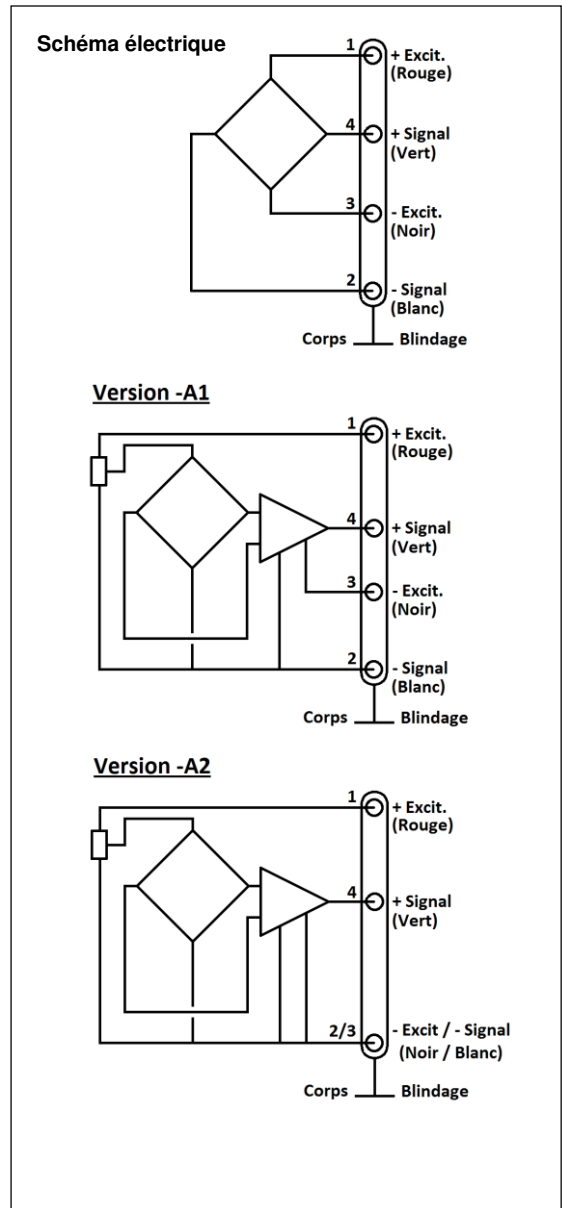 Schéma électrique
1
+ Excit.
(Rouge)
4
+ Signal
(Vert)
3
- Excit.
(Noir)
2
- Signal
(Blanc)
Corps Blindage
Version -A1
1
+ Excit.
(Rouge)
4
+ Signal
(Vert)
3
- Excit.
(Noir)
2
- Signal
(Blanc)
Corps Blindage
Version -A2
1
+ Excit.
(Rouge)
4
+ Signal
(Vert)
2/3
- Excit / - Signal
(Noir / Blanc)
Corps Blindage